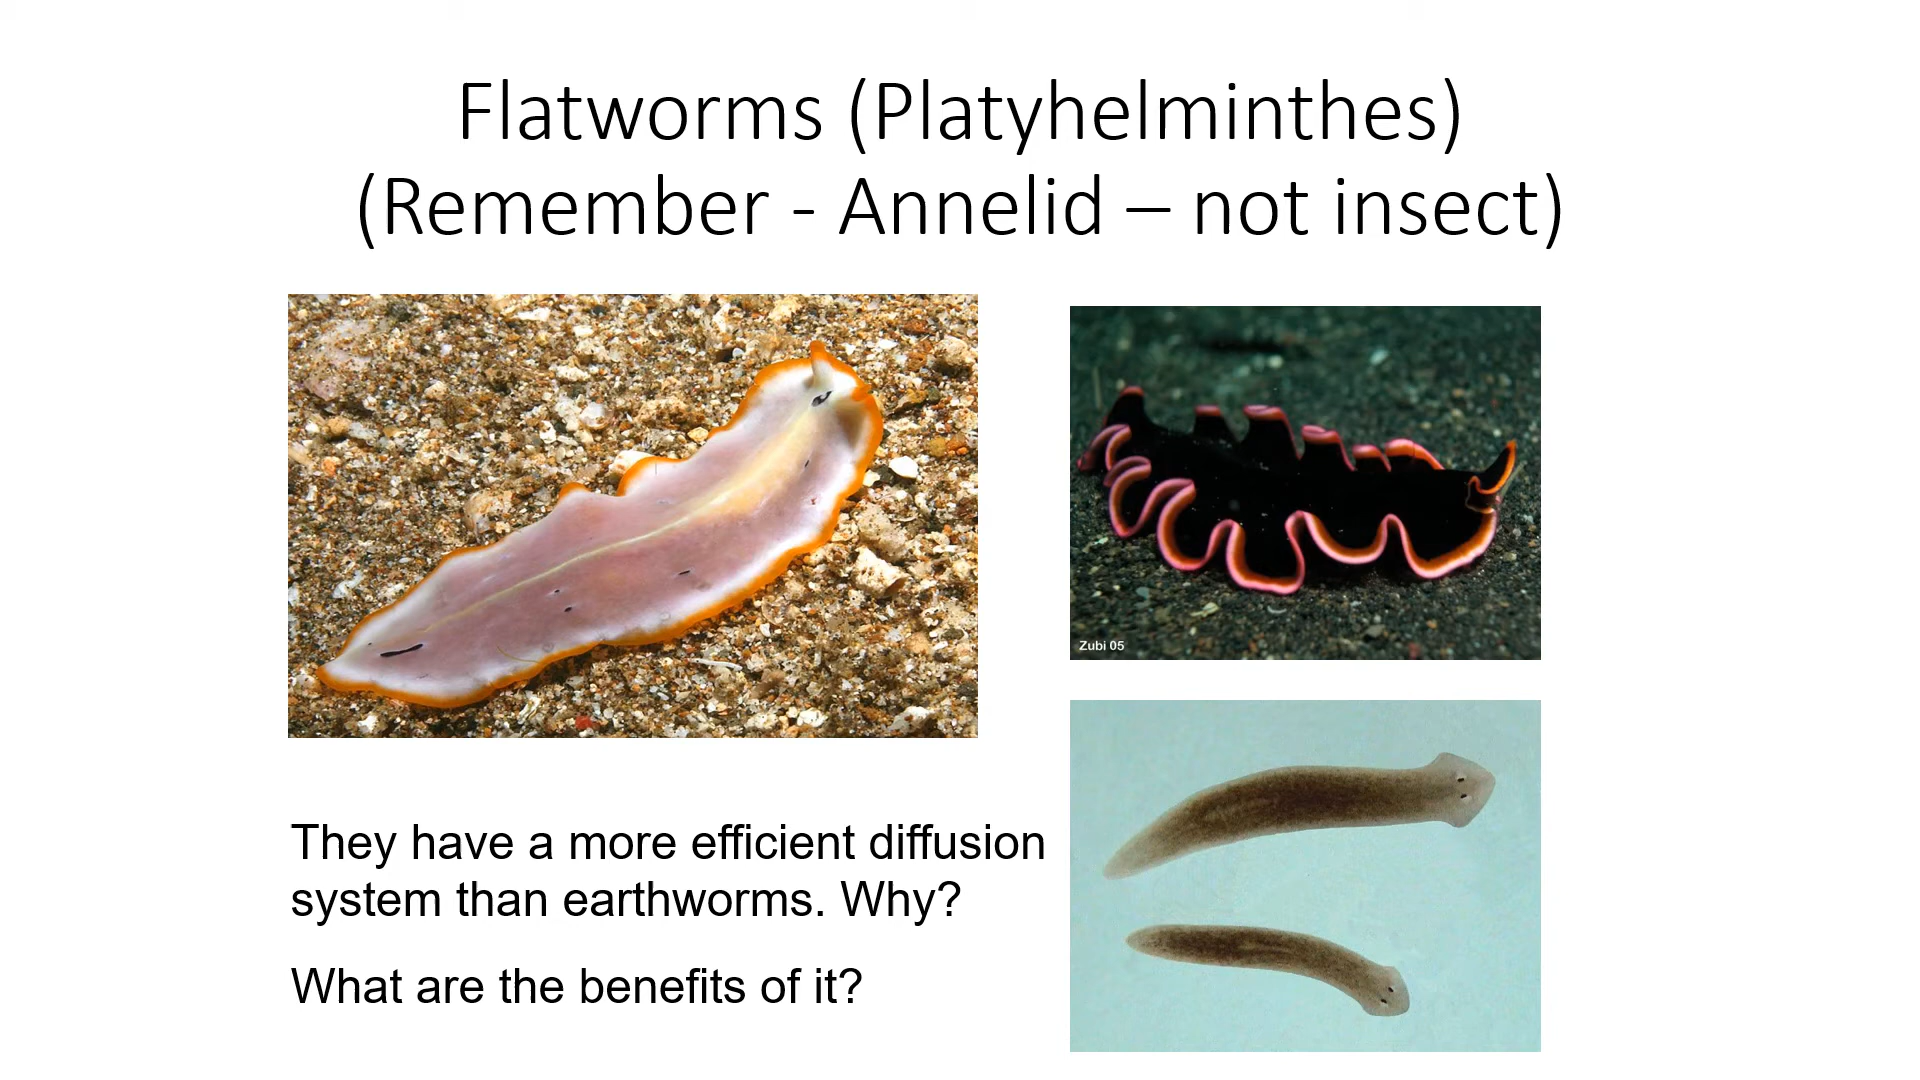 Flatworms (Platyhelminthes)
(Remember - Annelid – not insect)
Zubi 05
They have a more efficient diffusion
system than earthworms. Why?
What are the benefits of it?